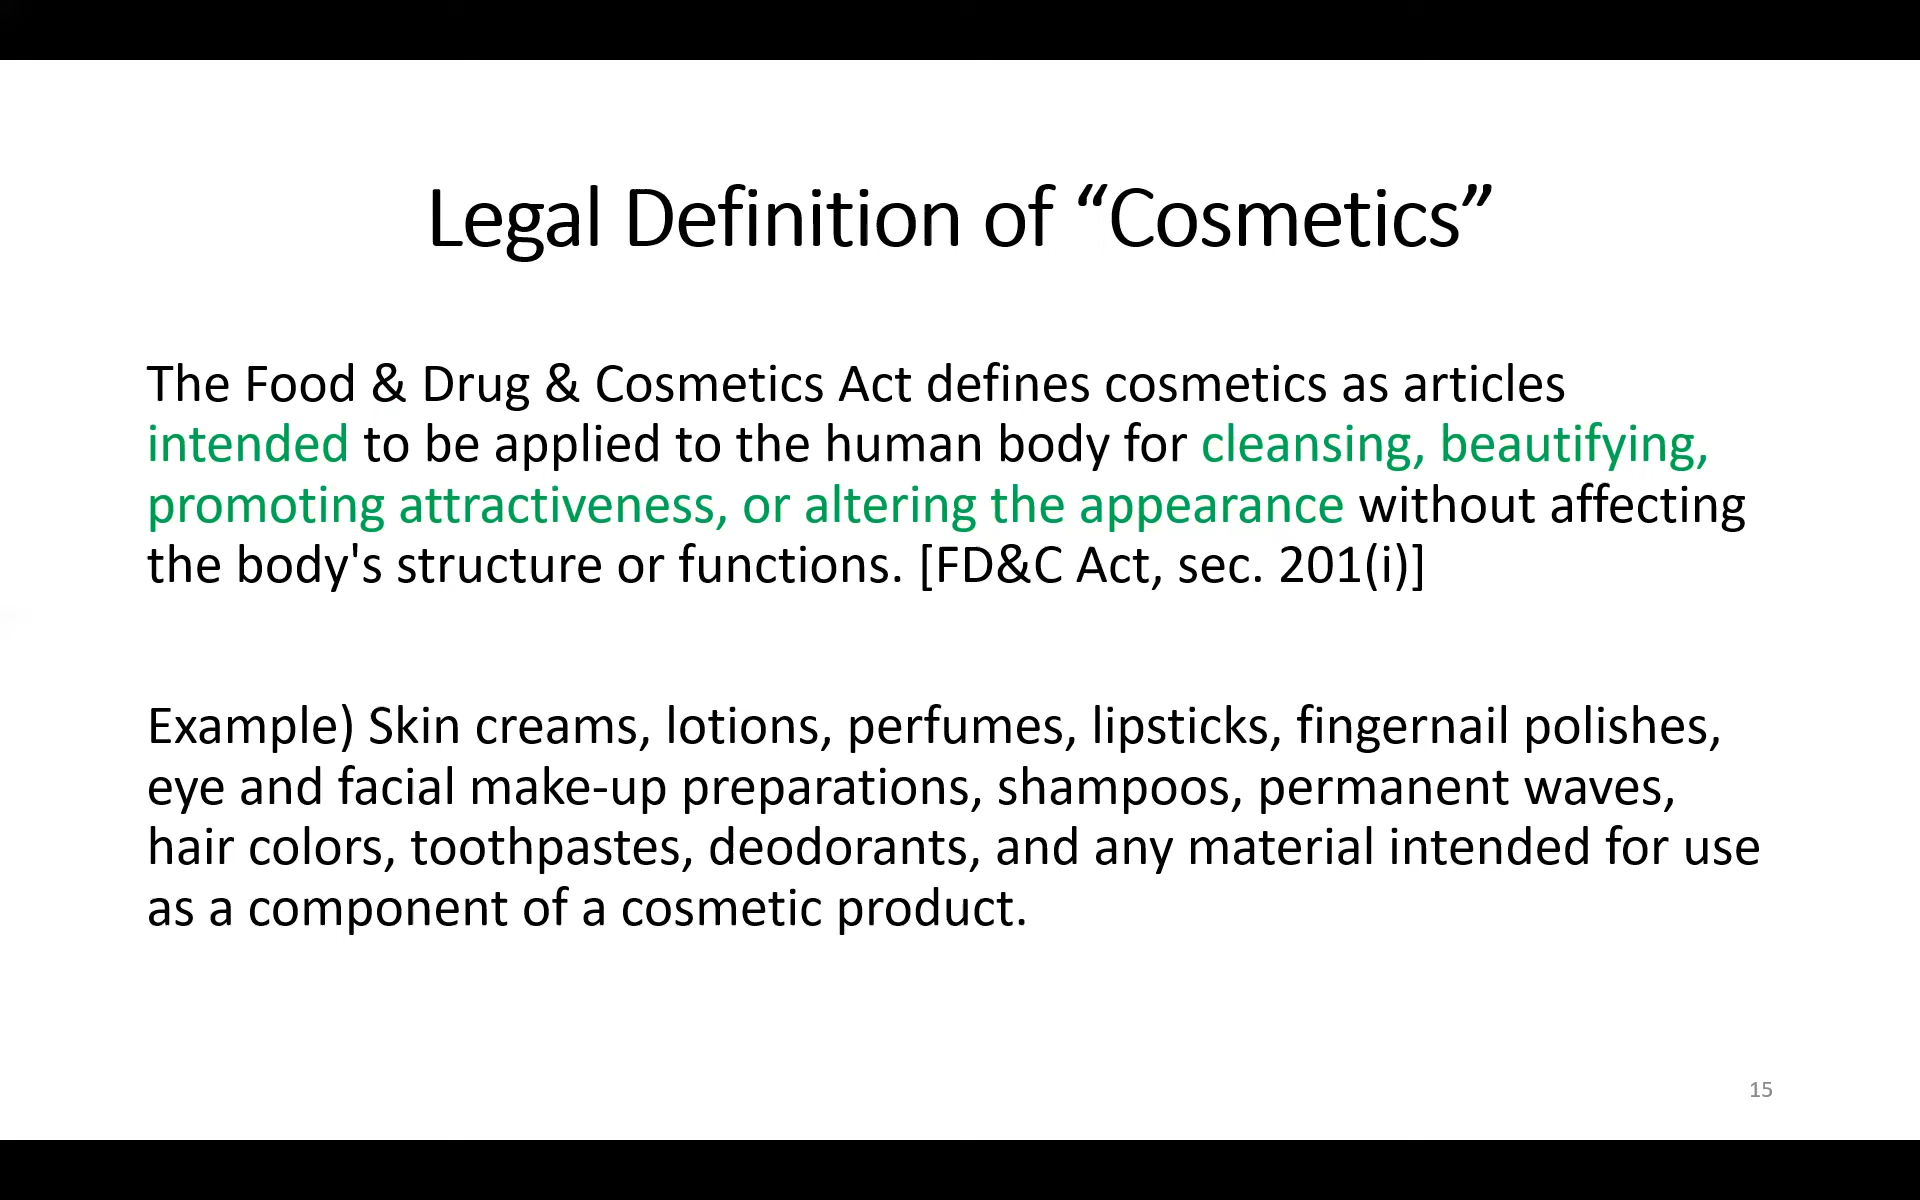 Legal Definition of “Cosmetics”
The Food & Drug & Cosmetics Act defines cosmetics as articles
intended to be applied to the human body for cleansing, beautifying,
promoting attractiveness, or altering the appearance without affecting
the body's structure or functions. [FD&C Act, sec. 201(i)]
Example) Skin creams, lotions, perfumes, lipsticks, fingernail polishes,
eye and facial make-up preparations, shampoos, permanent waves,
hair colors, toothpastes, deodorants, and any material intended for use
as a component of a cosmetic product.
15